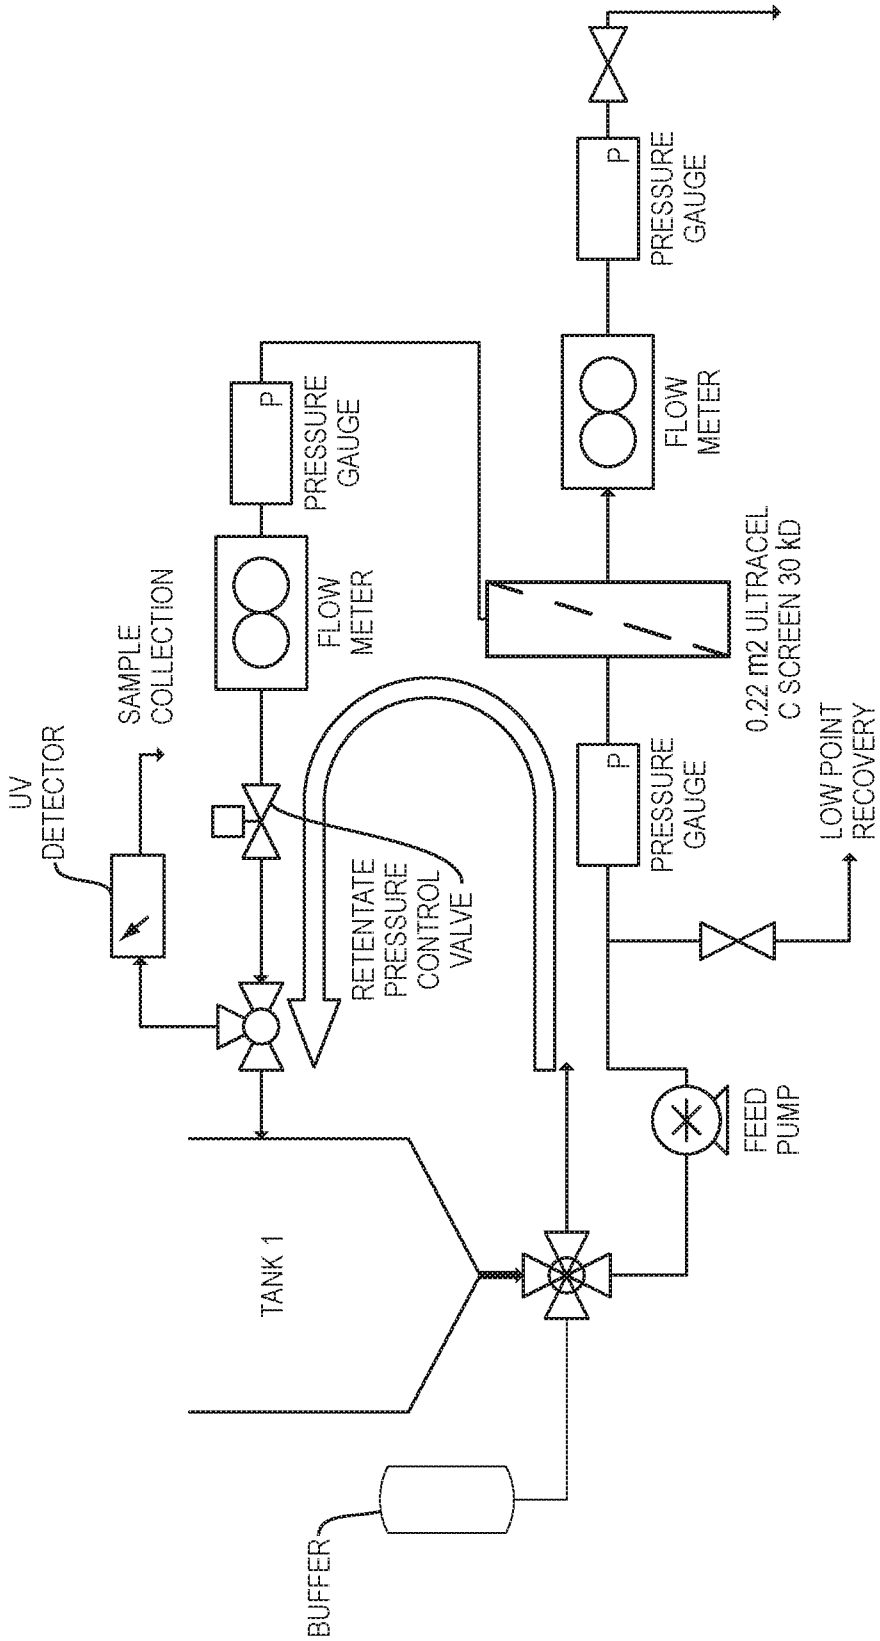 UV
DETECTOR
SAMPLE
COLLECTION
P
PRESSURE
GAUGE
FLOW
METER
RETENTATE
PRESSURE
CONTROL
VALVE
TANK 1
BUFFER
FEED
PUMP
LOW POINT
RECOVERY
P
PRESSURE
GAUGE
0.22 m2 ULTRACEL
C SCREEN 30 kD
FLOW
METER
P
PRESSURE
GAUGE